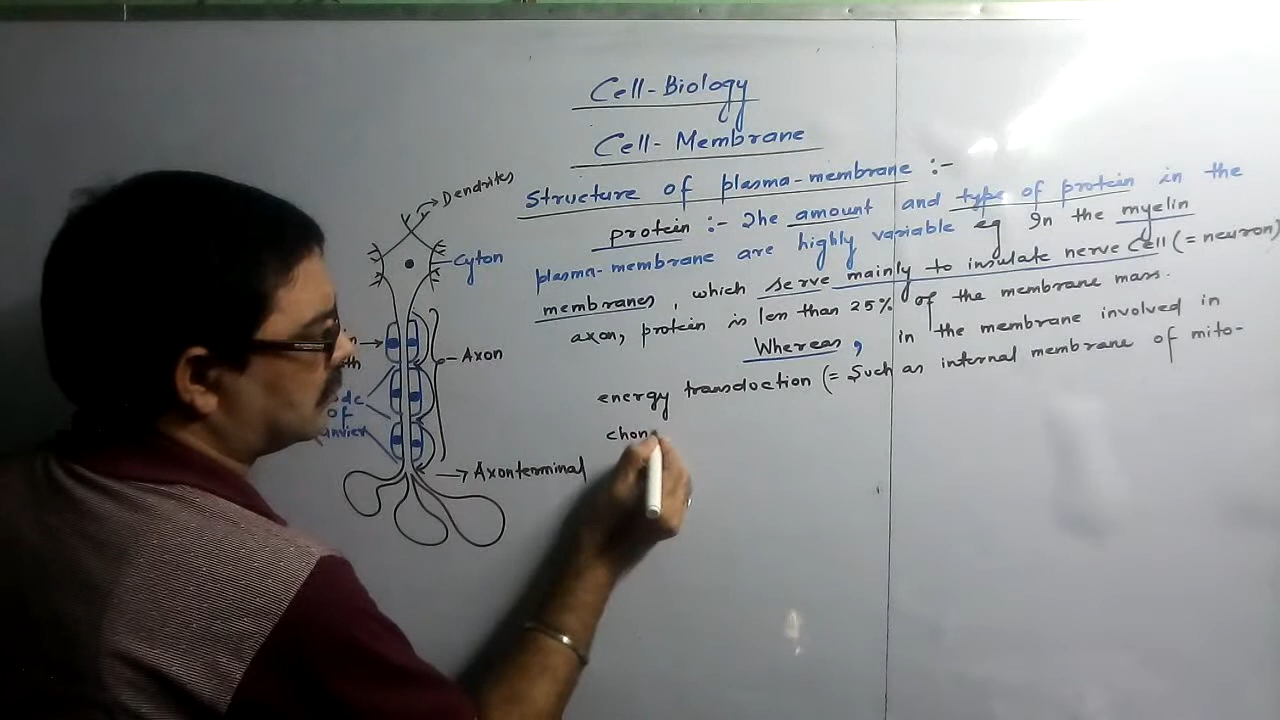 Cell-Biology
Cell-Membrane
Structure of plasma-membrane :-
protein :- The amount and type of protein in the
plasma-membrane are highly variable eg In the myelin
membranes, which serve mainly to insulate nerve cell (= neuron)
axon, protein is len than 25% of the membrane mass.
Whereas, in the membrane involved in
energy transdoction (= Such as internal membrane of mito-
chon
Dendrites
Cyton
Axon
of
Axonterminal